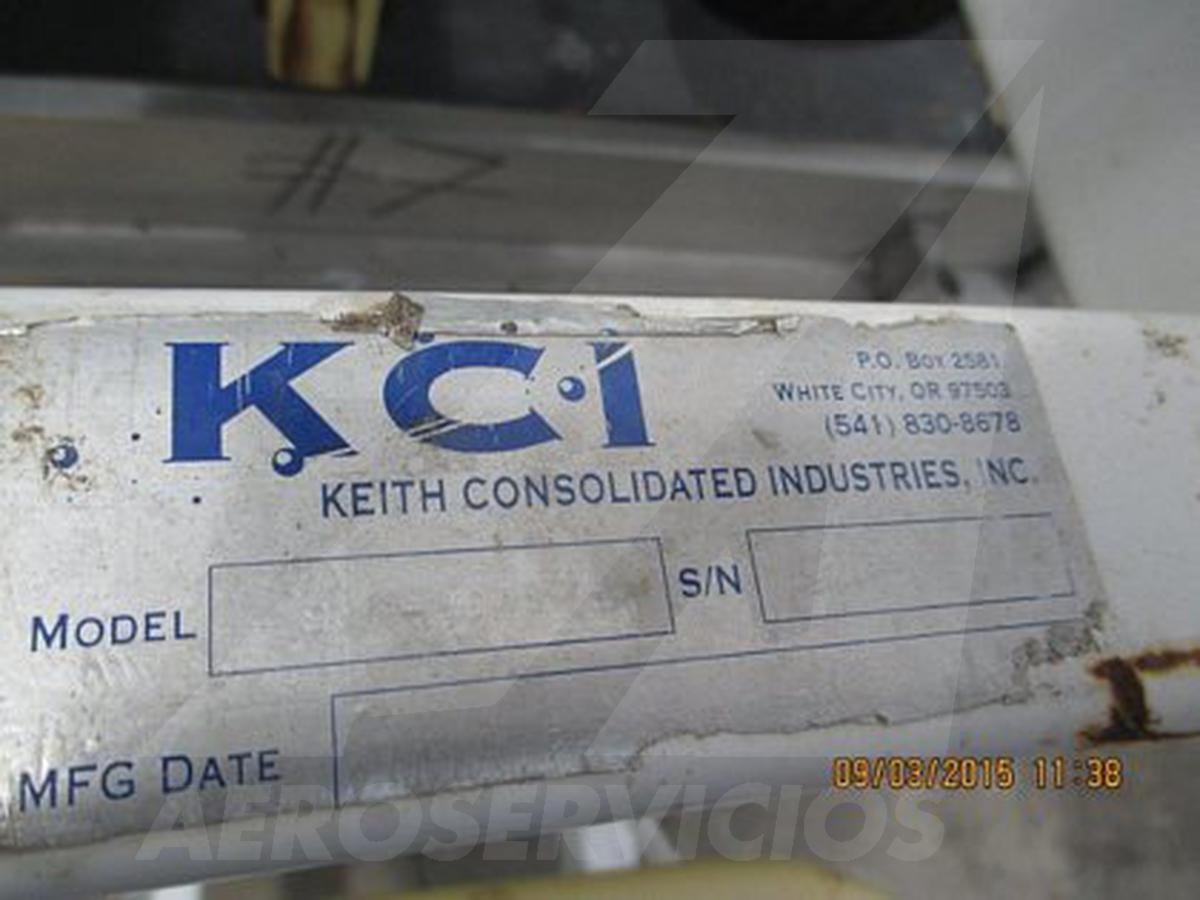 #7
KCI
P.O. BOX 2581
WHITE CITY, OR 97503
(541) 830-8678
KEITH CONSOLIDATED INDUSTRIES, INC.
MODEL
S/N
MFG DATE
09/03/2015 11:38
AEROSERVICIOS